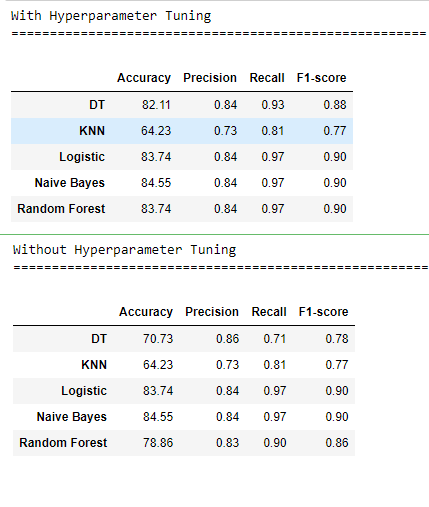 With Hyperparameter Tuning
======================================================
Accuracy Precision Recall F1-score
DT 82.11 0.84 0.93 0.88
KNN 64.23 0.73 0.81 0.77
Logistic 83.74 0.84 0.97 0.90
Naive Bayes 84.55 0.84 0.97 0.90
Random Forest 83.74 0.84 0.97 0.90
Without Hyperparameter Tuning
======================================================
Accuracy Precision Recall F1-score
DT 70.73 0.86 0.71 0.78
KNN 64.23 0.73 0.81 0.77
Logistic 83.74 0.84 0.97 0.90
Naive Bayes 84.55 0.84 0.97 0.90
Random Forest 78.86 0.83 0.90 0.86